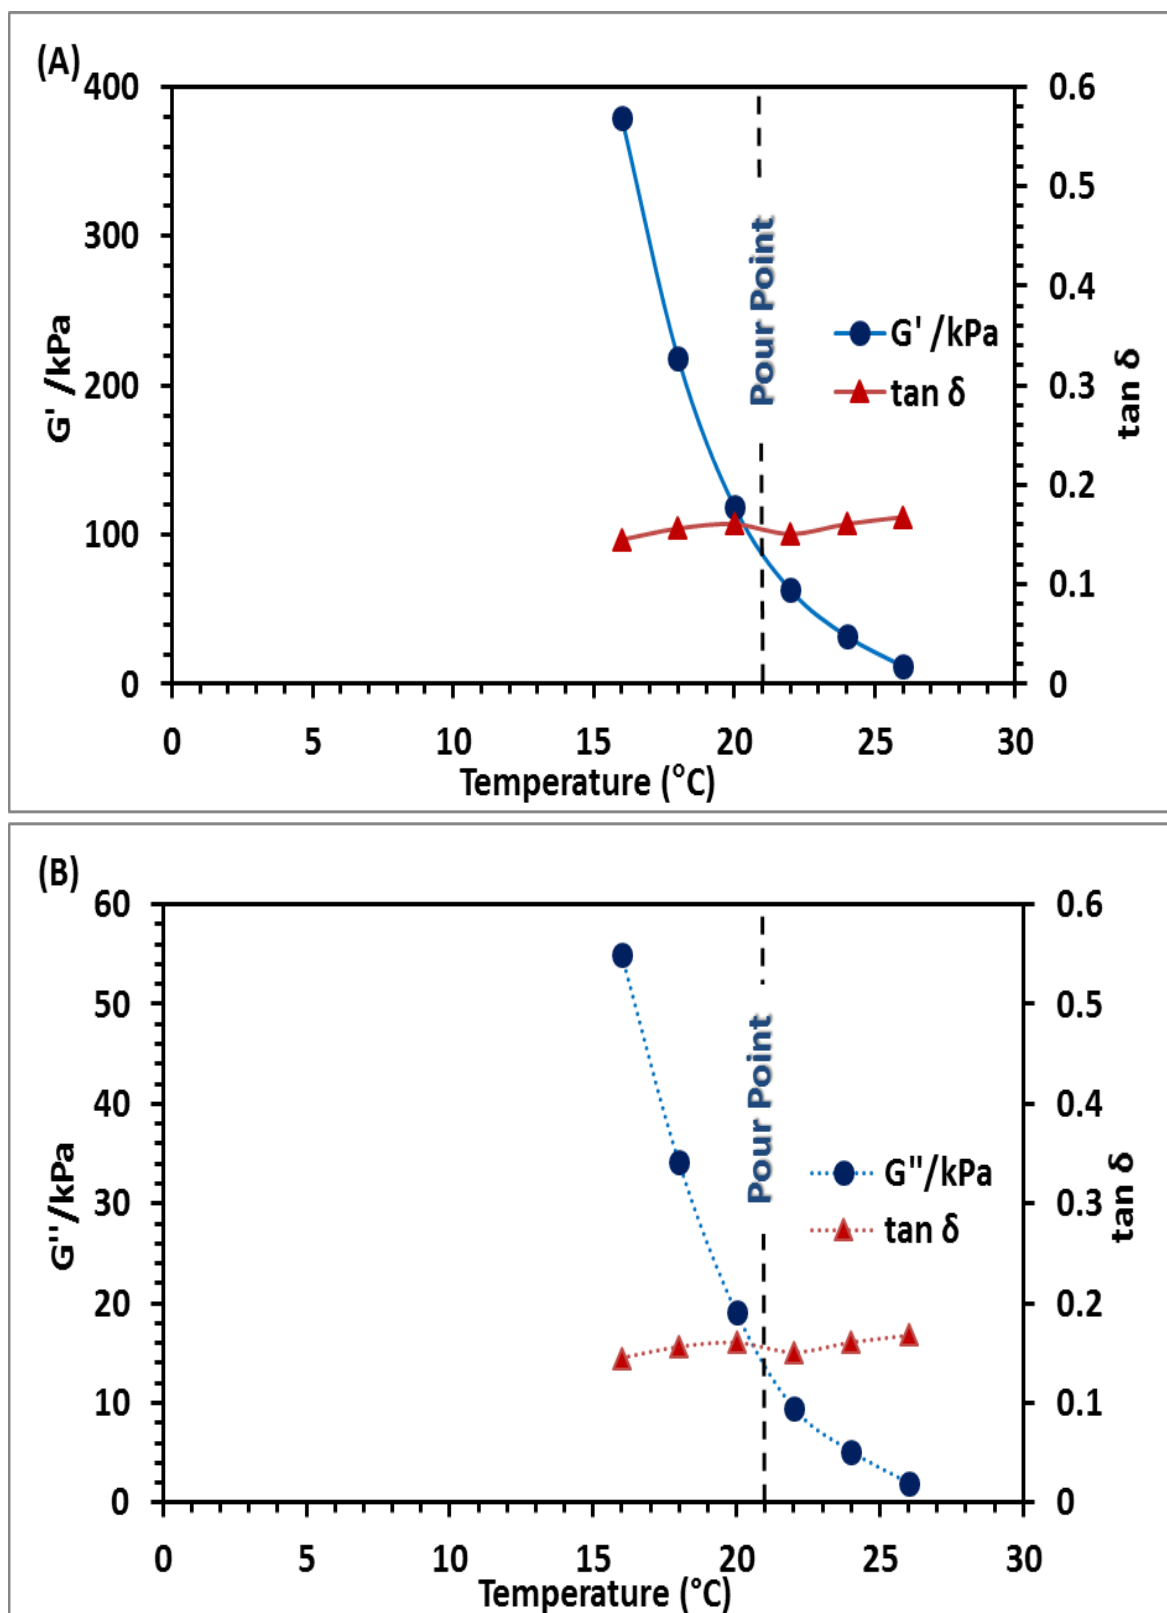 (A)
400
300
200
100
0
G' /kPa
0.6
0.5
0.4
0.3
0.2
0.1
0
tan δ
Pour Point
G' /kPa
tan δ
0 5 10 15 20 25 30
Temperature (°C)
(B)
60
50
40
30
20
10
0
G''/kPa
0.6
0.5
0.4
0.3
0.2
0.1
0
tan δ
Pour Point
G''/kPa
tan δ
0 5 10 15 20 25 30
Temperature (°C)